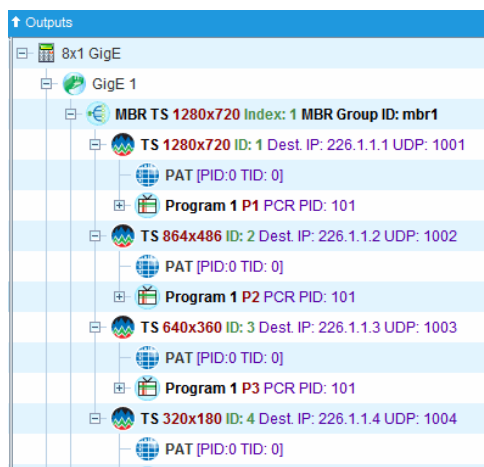 Outputs
8x1 GigE
GigE 1
MBR TS 1280x720 Index: 1 MBR Group ID: mbr1
TS 1280x720 ID: 1 Dest. IP: 226.1.1.1 UDP: 1001
PAT [PID:0 TID: 0]
Program 1 P1 PCR PID: 101
TS 864x486 ID: 2 Dest. IP: 226.1.1.2 UDP: 1002
PAT [PID:0 TID: 0]
Program 1 P2 PCR PID: 101
TS 640x360 ID: 3 Dest. IP: 226.1.1.3 UDP: 1003
PAT [PID:0 TID: 0]
Program 1 P3 PCR PID: 101
TS 320x180 ID: 4 Dest. IP: 226.1.1.4 UDP: 1004
PAT [PID:0 TID: 0]